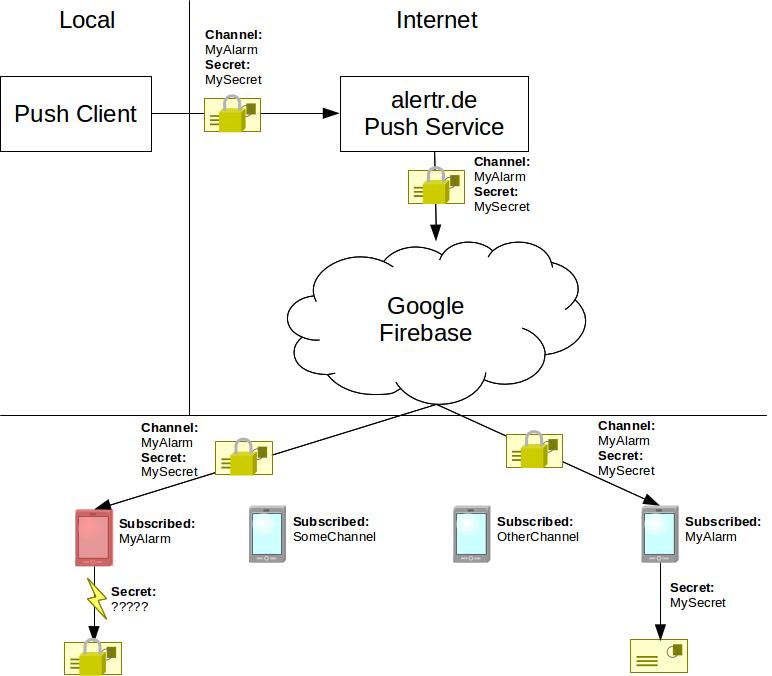 Local
Internet
Channel:
MyAlarm
Secret:
MySecret
Push Client
alertr.de
Push Service
Channel:
MyAlarm
Secret:
MySecret
Google
Firebase
Channel:
MyAlarm
Secret:
MySecret
Channel:
MyAlarm
Secret:
MySecret
Subscribed:
MyAlarm
Subscribed:
SomeChannel
Subscribed:
OtherChannel
Subscribed:
MyAlarm
Secret:
?????
Secret:
MySecret